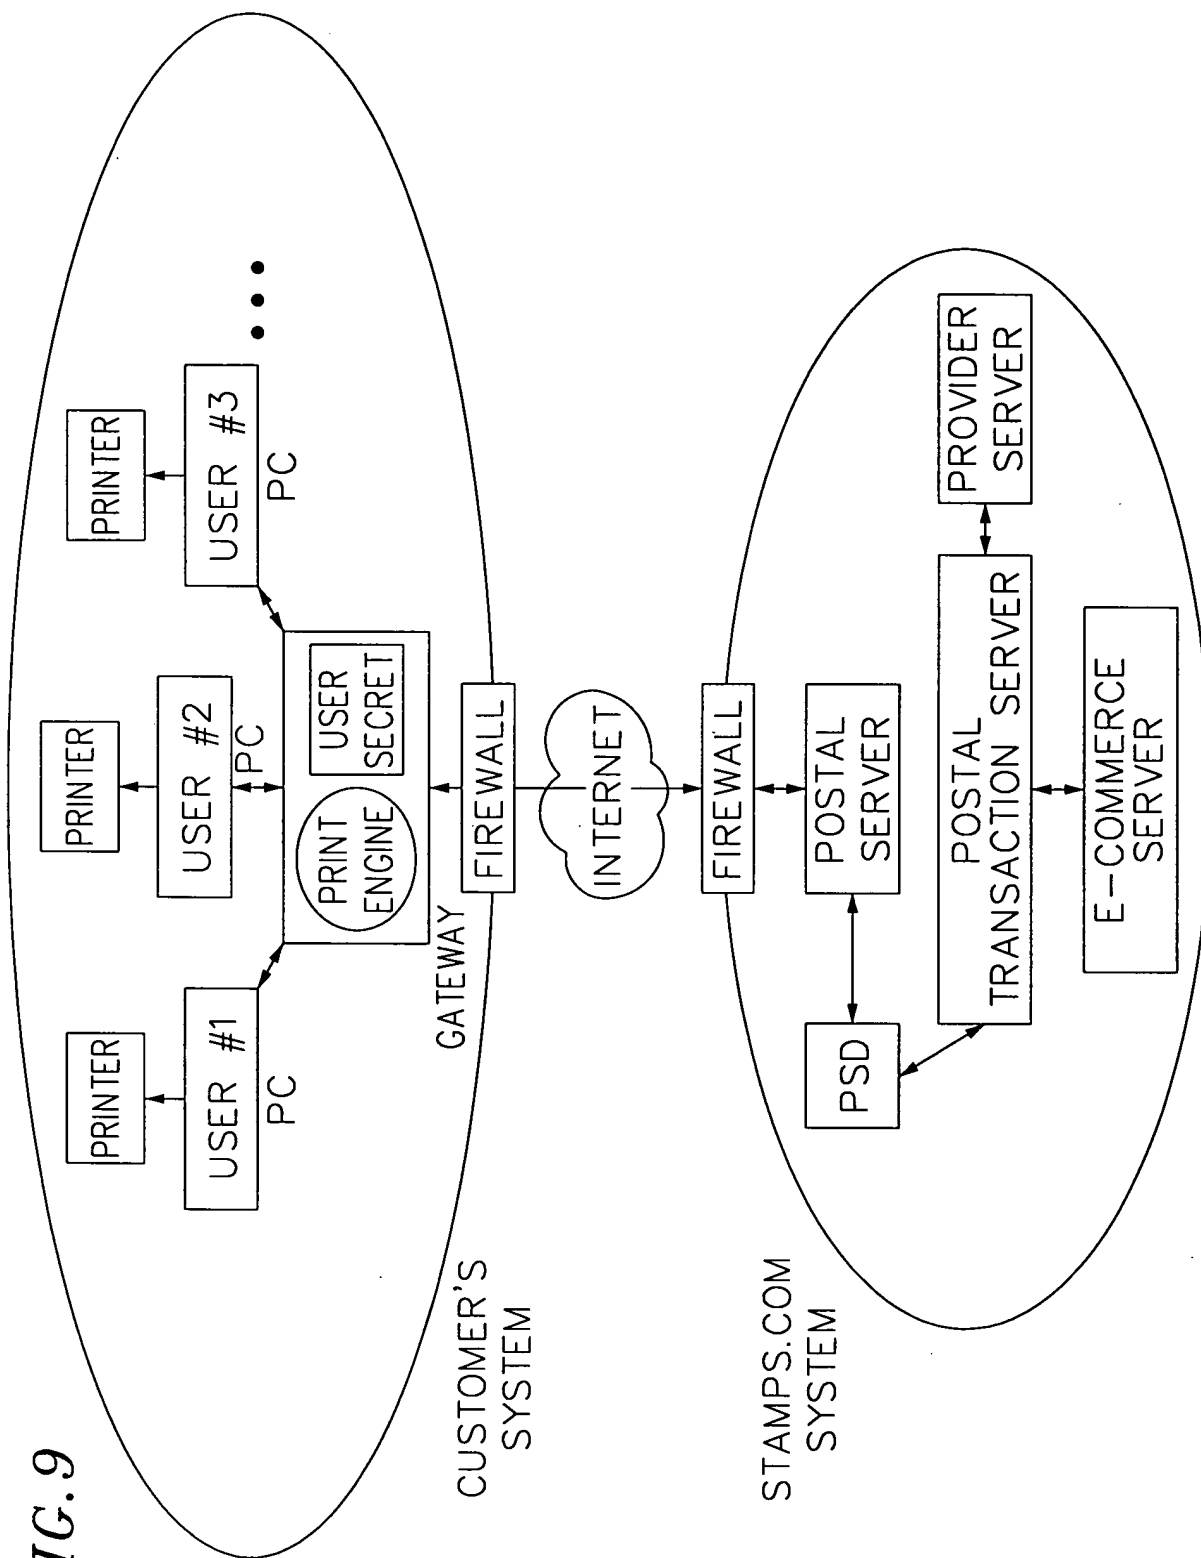 IG.9
CUSTOMER'S
SYSTEM
PRINTER
USER #1
PC
PRINTER
USER #2
PC
PRINTER
USER #3
PC
GATEWAY
PRINT
ENGINE
USER
SECRET
FIREWALL
INTERNET
STAMPS.COM
SYSTEM
FIREWALL
POSTAL
SERVER
PSD
POSTAL
TRANSACTION SERVER
PROVIDER
SERVER
E-COMMERCE
SERVER